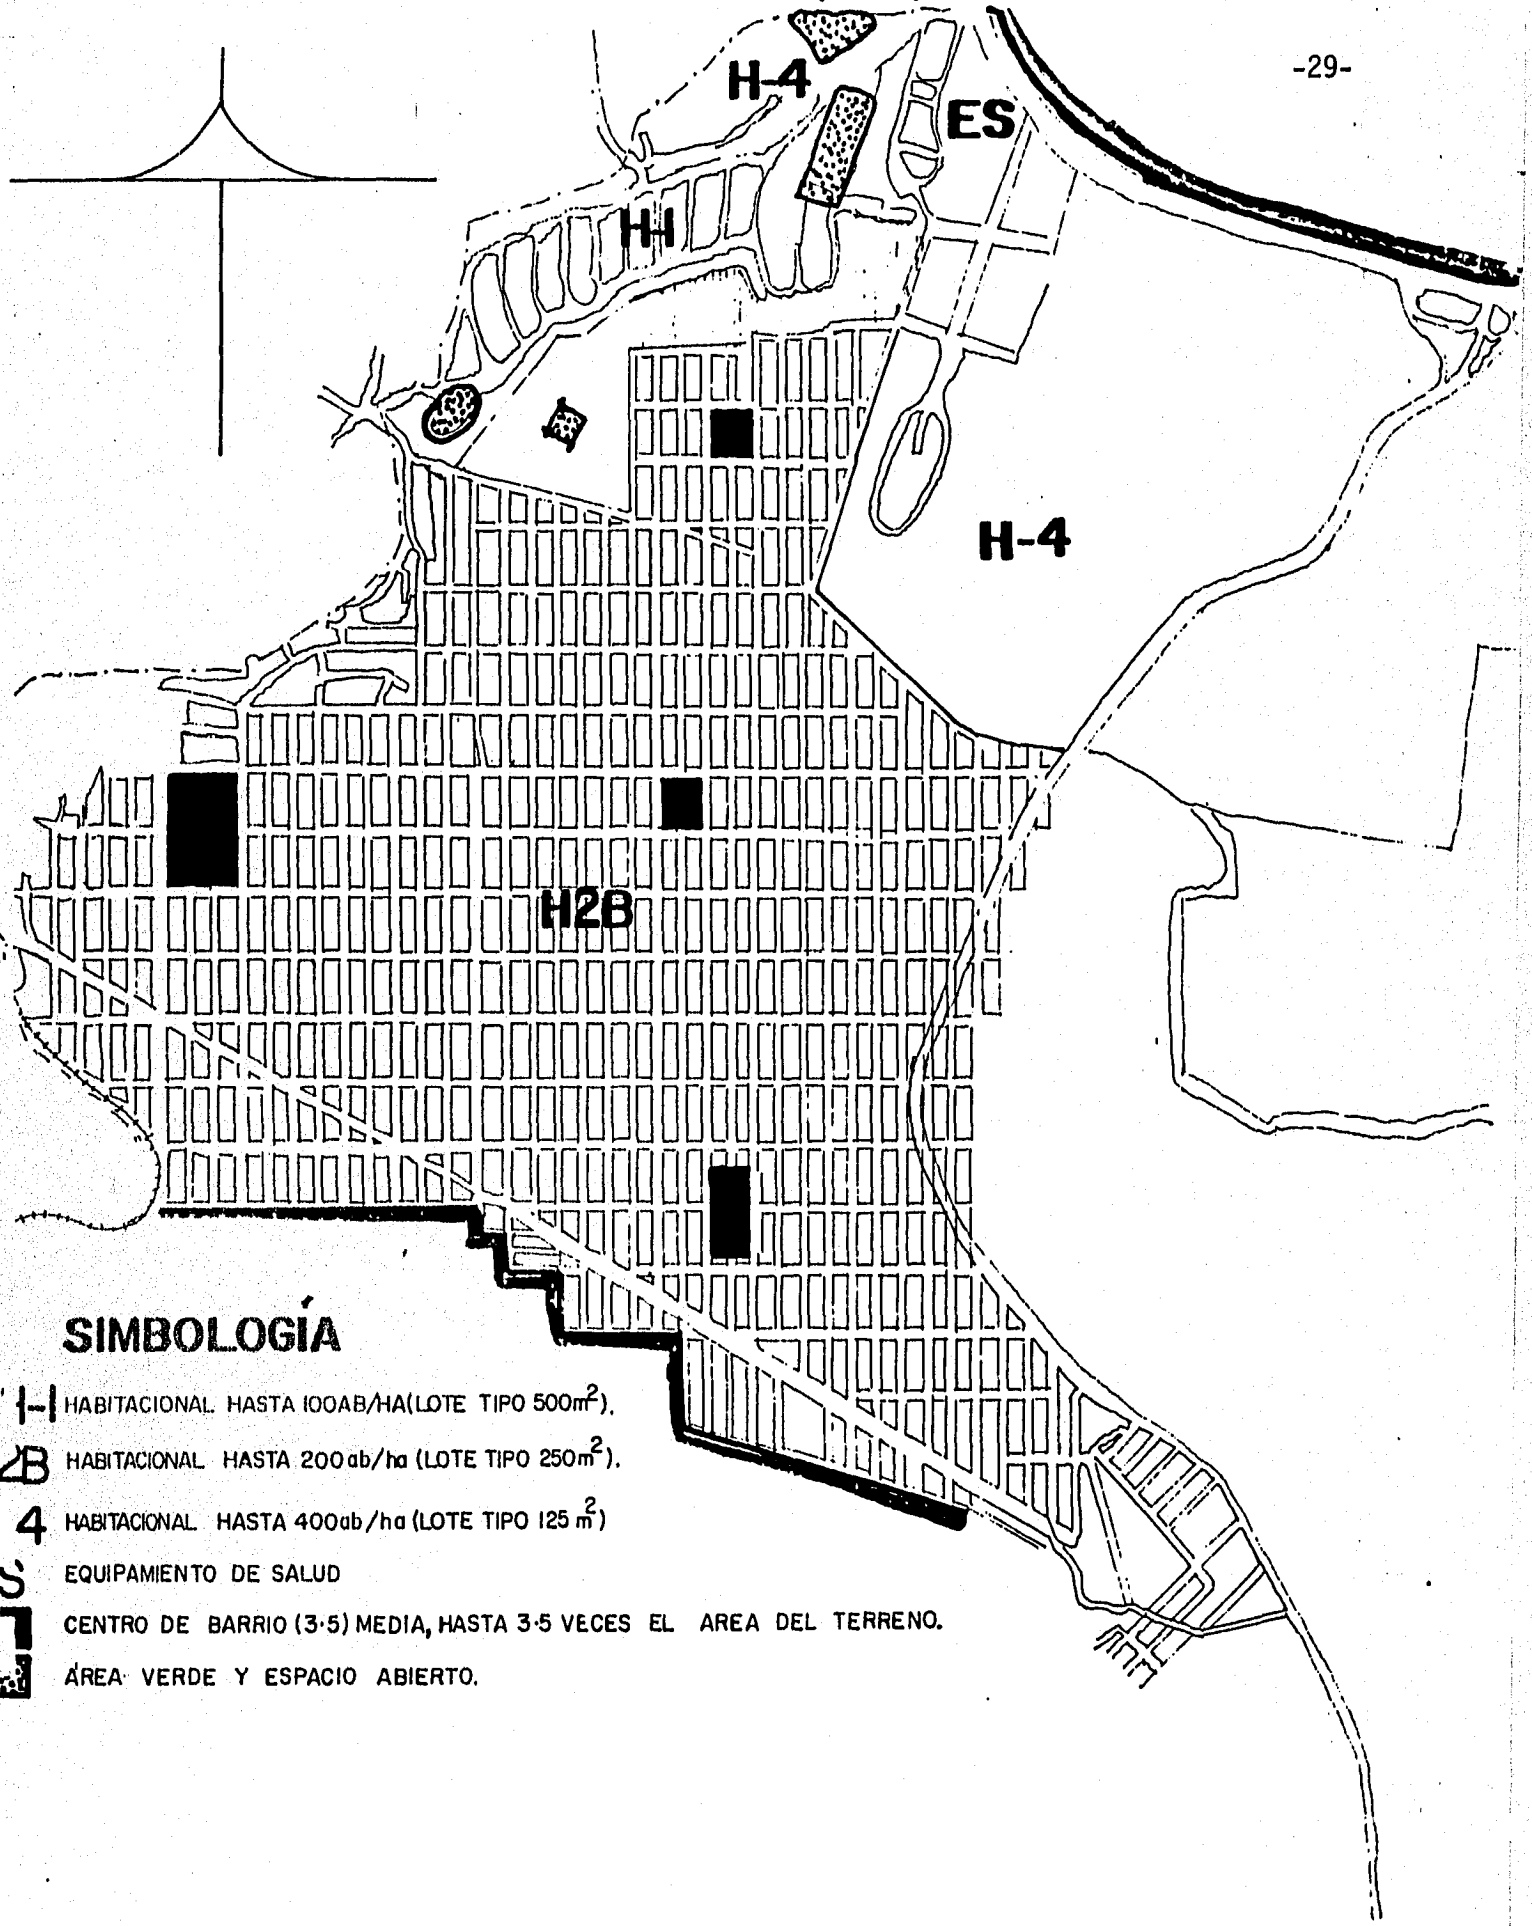 -29-
H-4
ES
H-1
H-4
H2B
SIMBOLOGÍA
HABITACIONAL HASTA 100AB/HA(LOTE TIPO 500m²).
2B HABITACIONAL HASTA 200ab/ha (LOTE TIPO 250m²).
4 HABITACIONAL HASTA 400ab/ha (LOTE TIPO 125 m²)
S EQUIPAMIENTO DE SALUD
CENTRO DE BARRIO (3·5) MEDIA, HASTA 3·5 VECES EL AREA DEL TERRENO.
ÁREA VERDE Y ESPACIO ABIERTO.